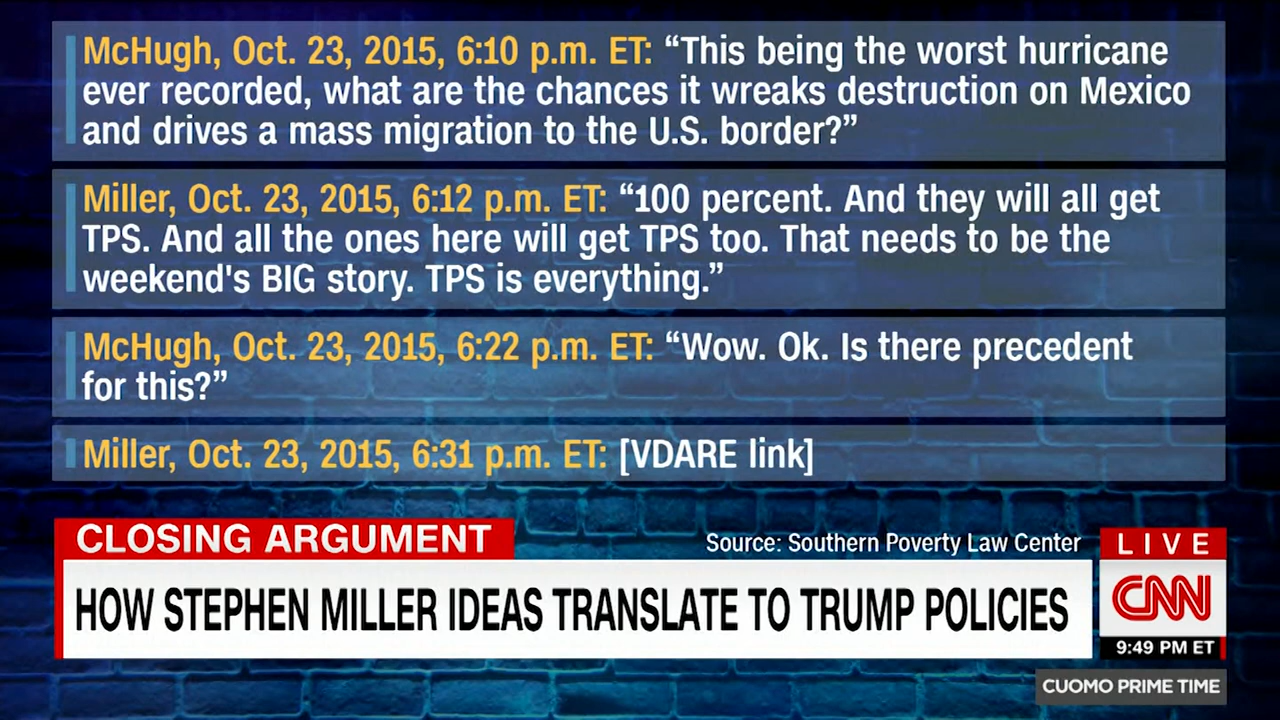 McHugh, Oct. 23, 2015, 6:10 p.m. ET: “This being the worst hurricane
ever recorded, what are the chances it wreaks destruction on Mexico
and drives a mass migration to the U.S. border?”
Miller, Oct. 23, 2015, 6:12 p.m. ET: “100 percent. And they will all get
TPS. And all the ones here will get TPS too. That needs to be the
weekend's BIG story. TPS is everything.”
McHugh, Oct. 23, 2015, 6:22 p.m. ET: “Wow. Ok. Is there precedent
for this?”
Miller, Oct. 23, 2015, 6:31 p.m. ET: [VDARE link]
CLOSING ARGUMENT
Source: Southern Poverty Law Center
LIVE
HOW STEPHEN MILLER IDEAS TRANSLATE TO TRUMP POLICIES
CNN
9:49 PM ET
CUOMO PRIME TIME